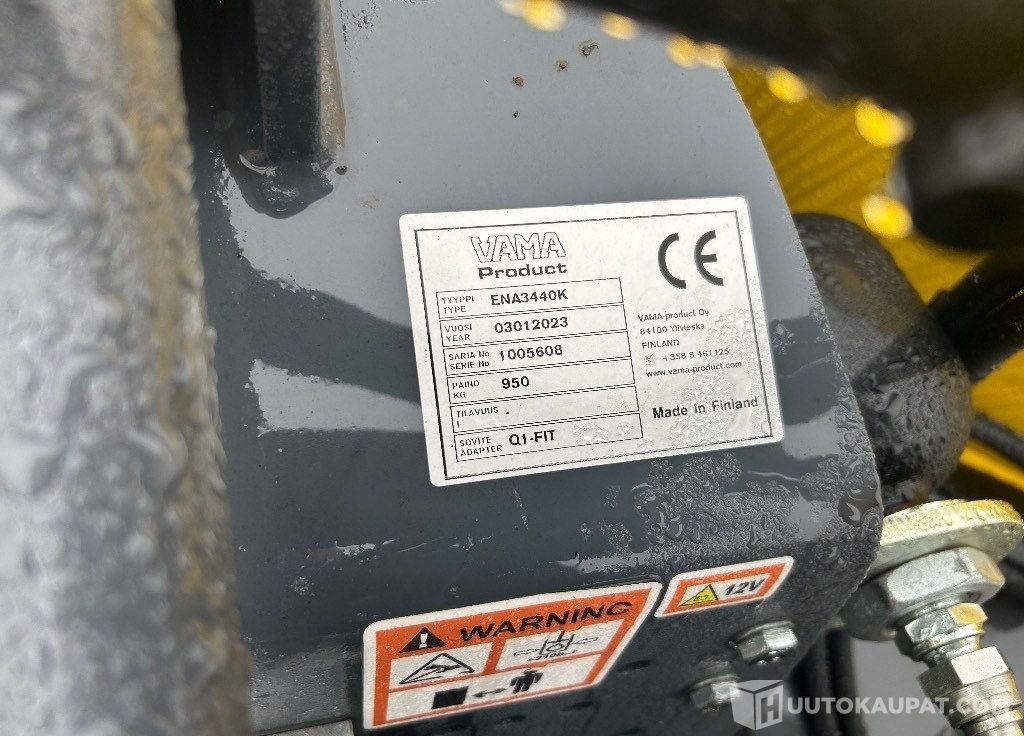 VAMA
Product
TYYPPI
TYPE
ENA3440K
VUOSI
YEAR
03012023
SARIA No
SERIE No
1005608
PAINO
KG
950
TILAVUUS
l
.
SOVITE
ADAPTER
Q1-FIT
CE
VAMA-product Oy
84100 Ylivieska
FINLAND
☏ +358 8 461125
www.vama-product.com
Made in Finland
WARNING
12V
HUUTOKAUPAT.COM